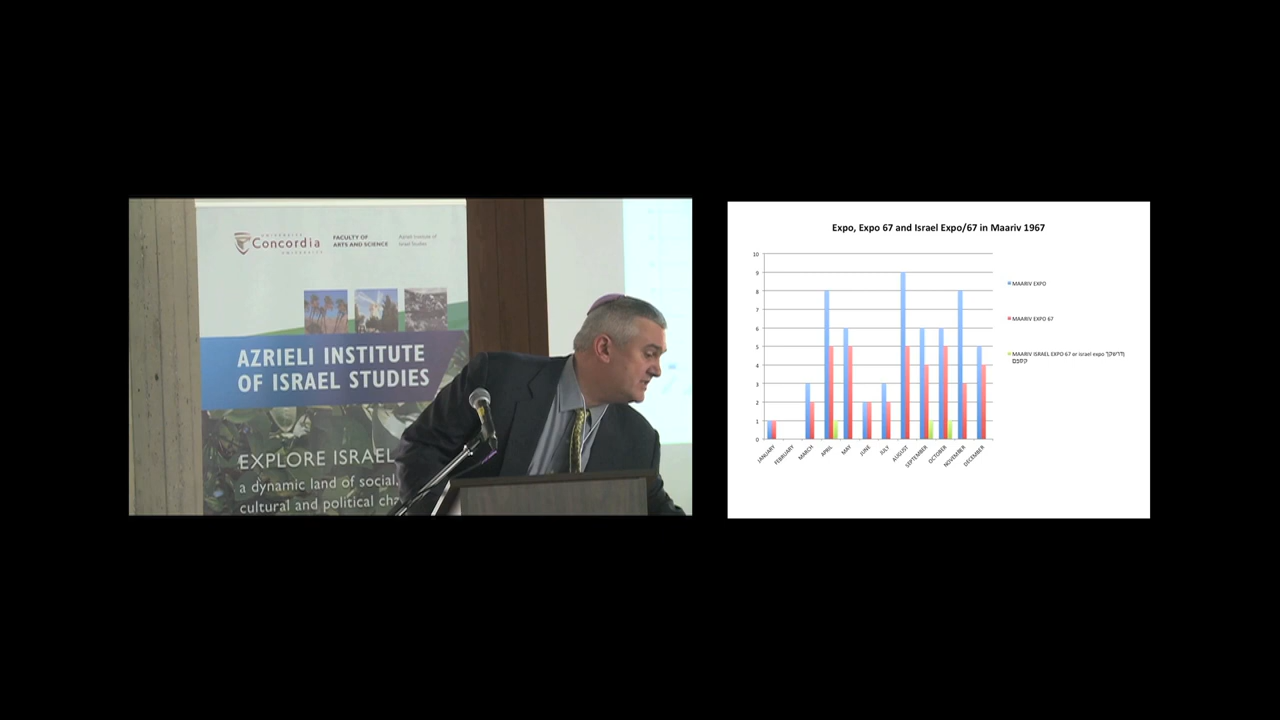 UNIVERSITÉ
Concordia
UNIVERSITY
FACULTY OF
ARTS AND SCIENCE
Azrieli Institute of
Israel Studies
AZRIELI INSTITUTE
OF ISRAEL STUDIES
EXPLORE ISRAEL
a dynamic land of social,
cultural and political cha
Expo, Expo 67 and Israel Expo/67 in Maariv 1967
10
9
8
7
6
5
4
3
2
1
0
JANUARY
FEBRUARY
MARCH
APRIL
MAY
JUNE
JULY
AUGUST
SEPTEMBER
OCTOBER
NOVEMBER
DECEMBER
MAARIV EXPO
MAARIV EXPO 67
MAARIV ISRAEL EXPO 67 or israel expo